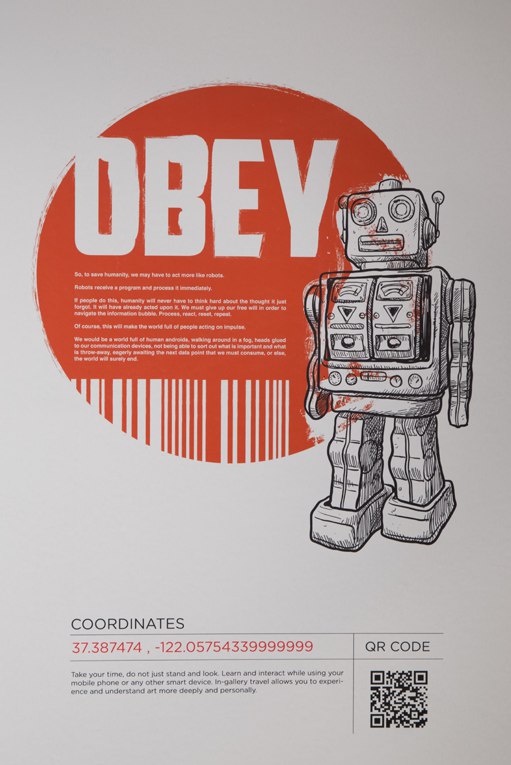 OBEY
So, to save humanity, we may have to act more like robots.
Robots receive a program and process it immediately.
If people do this, humanity will never have to think hard about the thought it just
forgot. It will have already acted upon it. We must give up our free will in order to
navigate the information bubble. Process, react, reset, repeat.
Of course, this will make the world full of people acting on impulse.
We would be a world full of human androids, walking around in a fog, heads glued
to our communication devices, not being able to sort out what is important and what
is throw-away, eagerly awaiting the next data point that we must consume, or else,
the world will surely end.
COORDINATES
37.387474 , -122.05754339999999
QR CODE
Take your time, do not just stand and look. Learn and interact while using your
mobile phone or any other smart device. In-gallery travel allows you to experi-
ence and understand art more deeply and personally.